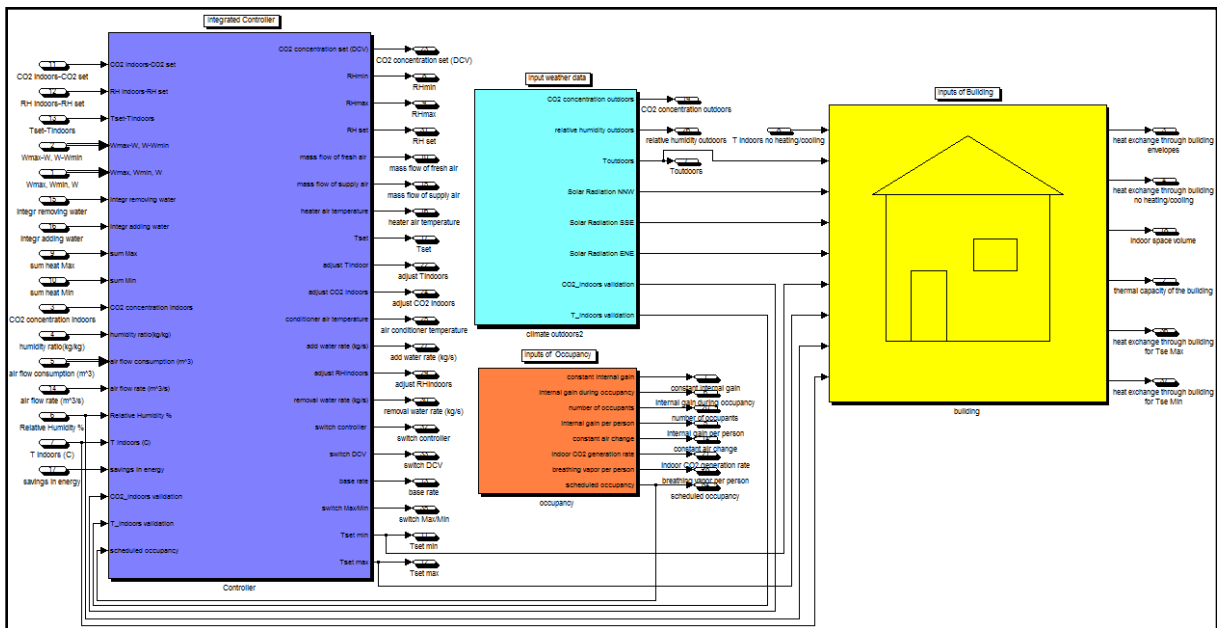 Integrated Controller
11
CO2 Indoors-CO2 set
12
RH Indoors-RH set
13
Tset-Tindoors
2
Wmax-W, W-Wmin
1
Wmax, Wmin, W
15
Integr removing water
16
Integr adding water
9
sum heat Max
10
sum heat Min
3
CO2 concentration Indoors
4
humidity ratio(kg/kg)
5
air flow consumption (m^3)
14
air flow rate (m^3/s)
6
Relative Humidity %
7
T Indoors (C)
17
savings in energy
CO2 Indoors-CO2 set
RH Indoors-RH set
Tset-Tindoors
Wmax-W, W-Wmin
Wmax, Wmin, W
Integr removing water
Integr adding water
sum Max
sum Min
CO2 concentration Indoors
humidity ratio(kg/kg)
air flow consumption (m^3)
air flow rate (m^3/s)
Relative Humidity %
T Indoors (C)
savings in energy
CO2_Indoors validation
T_Indoors validation
scheduled occupancy
CO2 concentration set (DCV)
RHmin
RHmax
RH set
mass flow of fresh air
mass flow of supply air
heater air temperature
Tset
adjust TIndoor
adjust CO2 Indoors
conditioner air temperature
add water rate (kg/s)
adjust RHIndoors
removal water rate (kg/s)
switch controller
switch DCV
base rate
switch Max/Min
Tset min
Tset max
Controller
CO2 concentration set (DCV)
RHmin
RHmax
RH set
mass flow of fresh air
mass flow of supply air
heater air temperature
Tset
adjust TIndoors
adjust CO2 Indoors
air conditioner temperature
add water rate (kg/s)
adjust RHIndoors
removal water rate (kg/s)
switch controller
switch DCV
base rate
switch Max/Min
Tset min
Tset max
Input weather data
CO2 concentration outdoors
relative humidity outdoors
Toutdoors
Solar Radiation NNW
Solar Radiation SSE
Solar Radiation ENE
CO2_Indoors validation
T_Indoors validation
climate outdoors2
CO2 concentration outdoors
relative humidity outdoors
Toutdoors
Inputs of Occupancy
constant internal gain
Internal gain during occupancy
number of occupants
Internal gain per person
constant air change
Indoor CO2 generation rate
breathing vapor per person
scheduled occupancy
occupancy
constant internal gain
Internal gain during occupancy
number of occupants
Internal gain per person
constant air change
Indoor CO2 generation rate
breathing vapor per person
scheduled occupancy
Inputs of Building
T Indoors no heating/cooling
building
heat exchange through building
envelopes
heat exchange through building
no heating/cooling
Indoor space volume
thermal capacity of the building
heat exchange through building
for Tse Max
heat exchange through building
for Tse Min